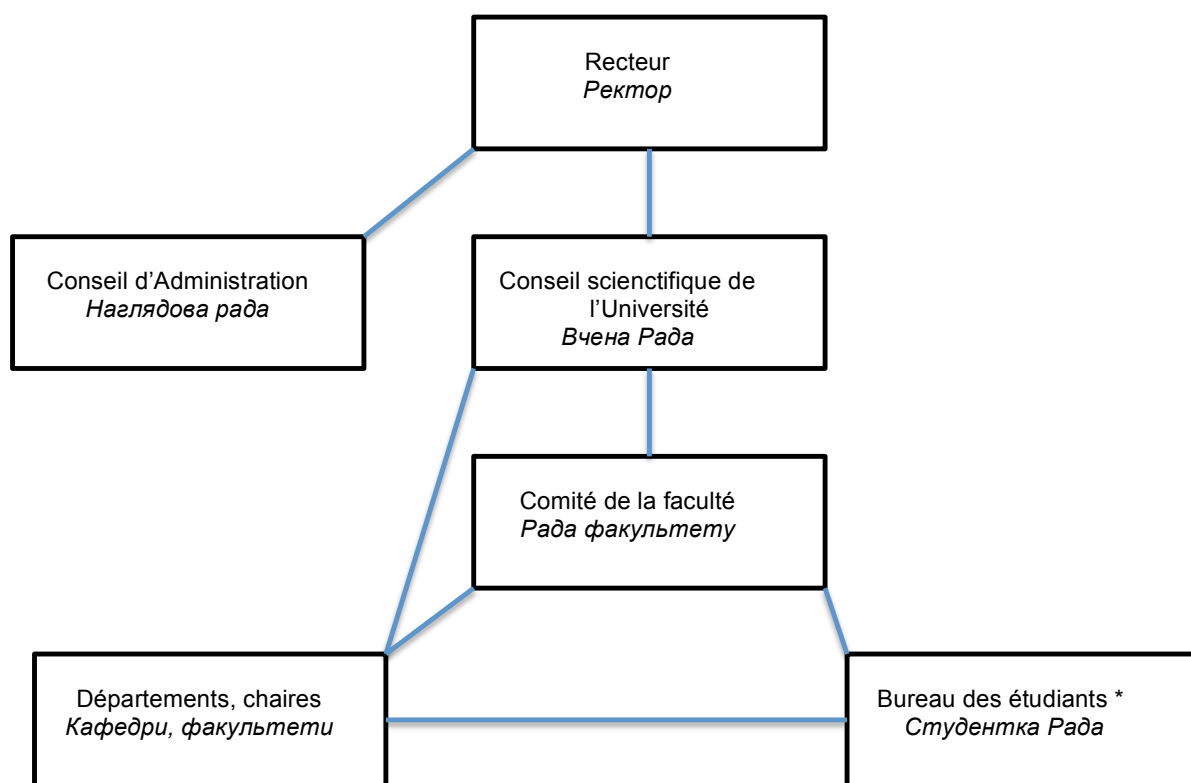 Recteur
Ректор
Conseil d’Administration
Наглядова рада
Conseil scienctifique de
l’Université
Вчена Рада
Comité de la faculté
Рада факультету
Départements, chaires
Кафедри, факультети
Bureau des étudiants *
Студентка Рада